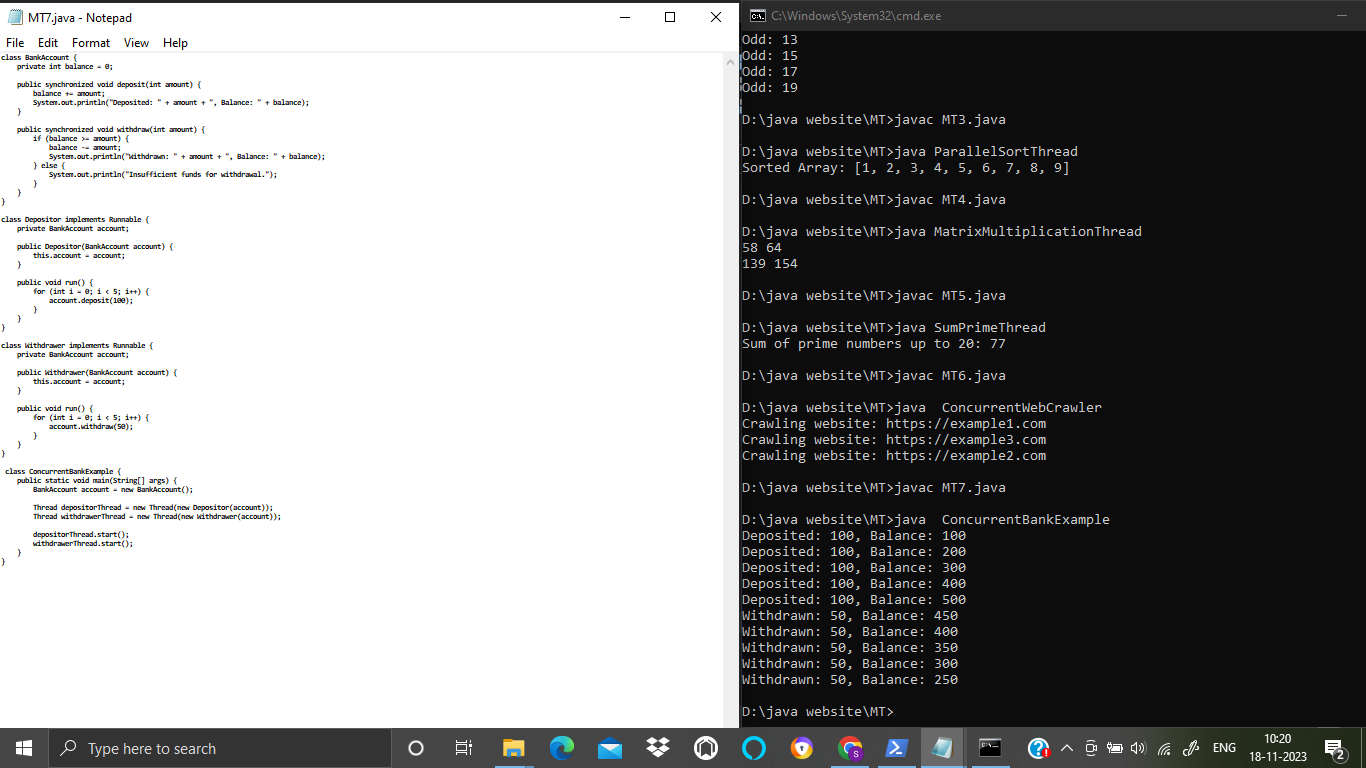 MT7.java - Notepad
File Edit Format View Help
class BankAccount {
    private int balance = 0;

    public synchronized void deposit(int amount) {
        balance += amount;
        System.out.println("Deposited: " + amount + ", Balance: " + balance);
    }

    public synchronized void withdraw(int amount) {
        if (balance >= amount) {
            balance -= amount;
            System.out.println("Withdrawn: " + amount + ", Balance: " + balance);
        } else {
            System.out.println("Insufficient funds for withdrawal.");
        }
    }
}

class Depositor implements Runnable {
    private BankAccount account;

    public Depositor(BankAccount account) {
        this.account = account;
    }

    public void run() {
        for (int i = 0; i < 5; i++) {
            account.deposit(100);
        }
    }
}

class Withdrawer implements Runnable {
    private BankAccount account;

    public Withdrawer(BankAccount account) {
        this.account = account;
    }

    public void run() {
        for (int i = 0; i < 5; i++) {
            account.withdraw(50);
        }
    }
}

 class ConcurrentBankExample {
    public static void main(String[] args) {
        BankAccount account = new BankAccount();

        Thread depositorThread = new Thread(new Depositor(account));
        Thread withdrawerThread = new Thread(new Withdrawer(account));

        depositorThread.start();
        withdrawerThread.start();
    }
}
C:\Windows\System32\cmd.exe
Odd: 13
Odd: 15
Odd: 17
Odd: 19

D:\java website\MT>javac MT3.java

D:\java website\MT>java ParallelSortThread
Sorted Array: [1, 2, 3, 4, 5, 6, 7, 8, 9]

D:\java website\MT>javac MT4.java

D:\java website\MT>java MatrixMultiplicationThread
58 64
139 154

D:\java website\MT>javac MT5.java

D:\java website\MT>java SumPrimeThread
Sum of prime numbers up to 20: 77

D:\java website\MT>javac MT6.java

D:\java website\MT>java  ConcurrentWebCrawler
Crawling website: https://example1.com
Crawling website: https://example3.com
Crawling website: https://example2.com

D:\java website\MT>javac MT7.java

D:\java website\MT>java  ConcurrentBankExample
Deposited: 100, Balance: 100
Deposited: 100, Balance: 200
Deposited: 100, Balance: 300
Deposited: 100, Balance: 400
Deposited: 100, Balance: 500
Withdrawn: 50, Balance: 450
Withdrawn: 50, Balance: 400
Withdrawn: 50, Balance: 350
Withdrawn: 50, Balance: 300
Withdrawn: 50, Balance: 250

D:\java website\MT>
Type here to search
S
ENG
10:20
18-11-2023
2